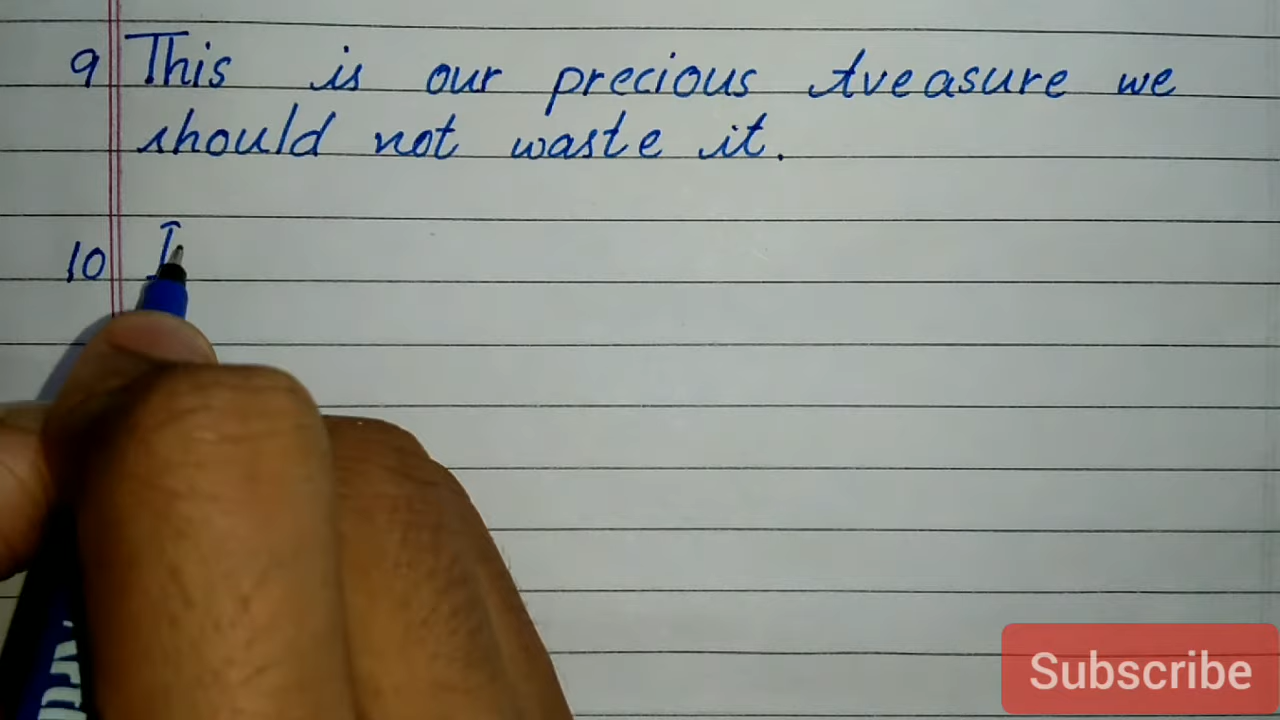 9 This is our precious treasure we
should not waste it.
10 I
Subscribe